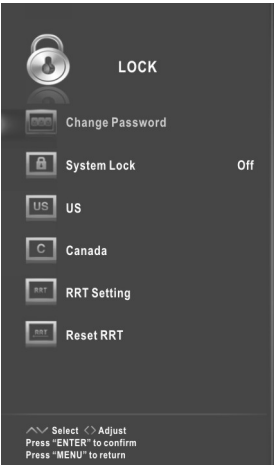 LOCK
Change Password
System Lock Off
US US
C Canada
RRT RRT Setting
RRT Reset RRT
Select Adjust
Press “ENTER” to confirm
Press “MENU” to return